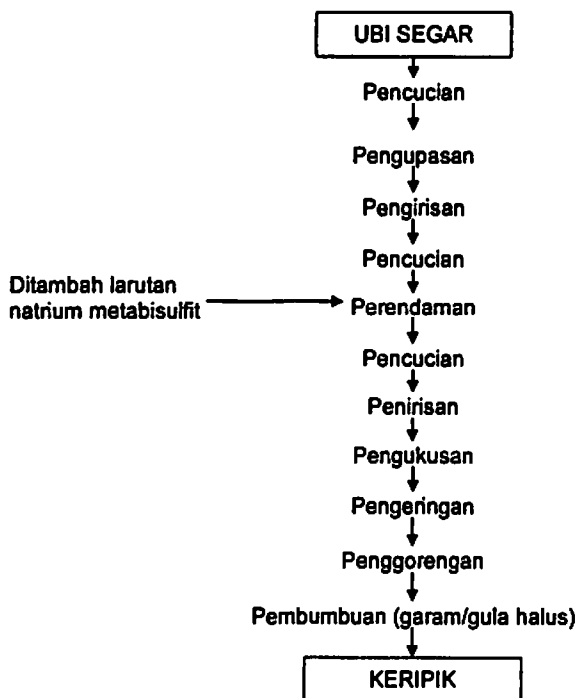 UBI SEGAR
Pencucian
Pengupasan
Pengirisan
Pencucian
Ditambah larutan
natrium metabisulfit
Perendaman
Pencucian
Penirisan
Pengukusan
Pengeringan
Penggorengan
Pembumbuan (garam/gula halus)
KERIPIK